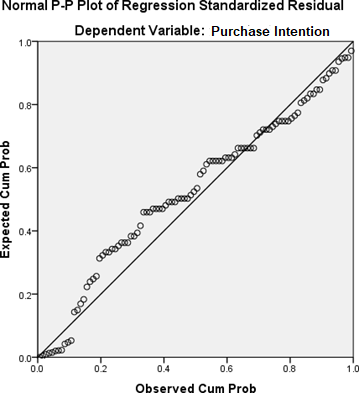 Normal P-P Plot of Regression Standardized Residual
Dependent Variable: Purchase Intention
1.0
0.8
0.6
0.4
0.2
0.0
Expected Cum Prob
0.0 0.2 0.4 0.6 0.8 1.0
Observed Cum Prob